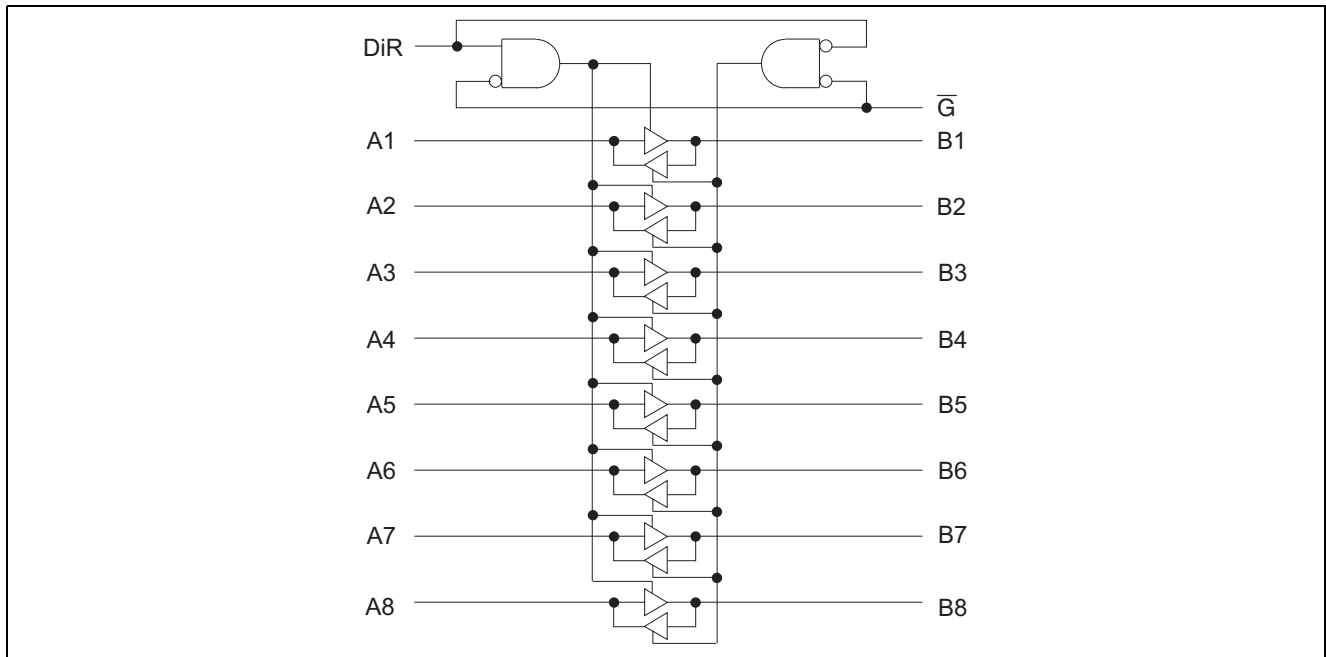 DiR
G̅
A1 B1
A2 B2
A3 B3
A4 B4
A5 B5
A6 B6
A7 B7
A8 B8